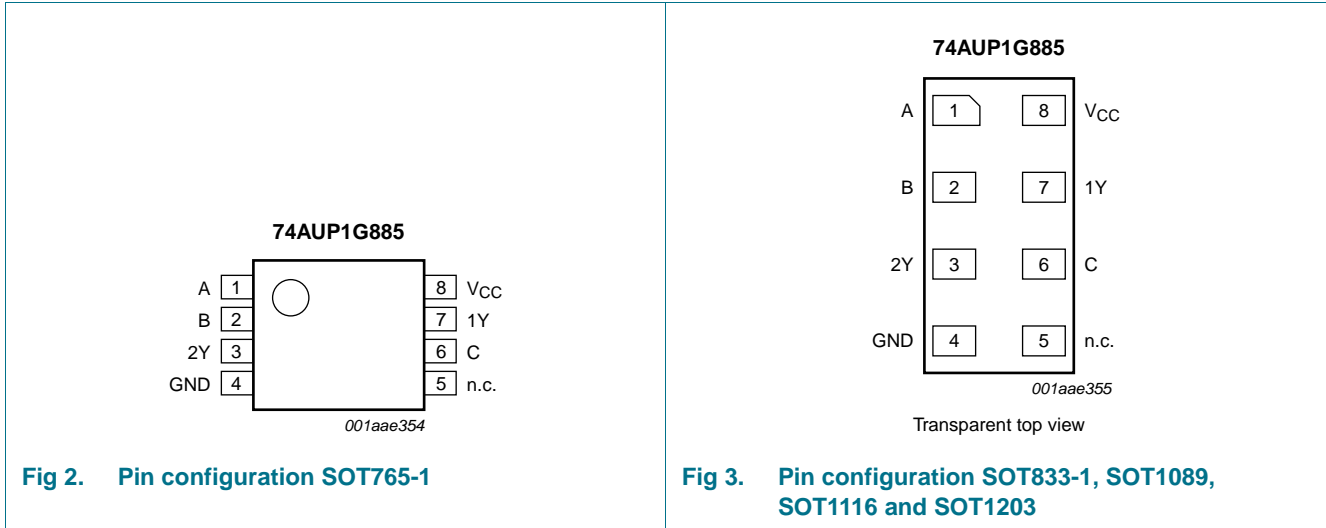 74AUP1G885
A 1 8 VCC
B 2 7 1Y
2Y 3 6 C
GND 4 5 n.c.
001aae354
Fig 2. Pin configuration SOT765-1
74AUP1G885
A 1 8 VCC
B 2 7 1Y
2Y 3 6 C
GND 4 5 n.c.
001aae355
Transparent top view
Fig 3. Pin configuration SOT833-1, SOT1089,
SOT1116 and SOT1203